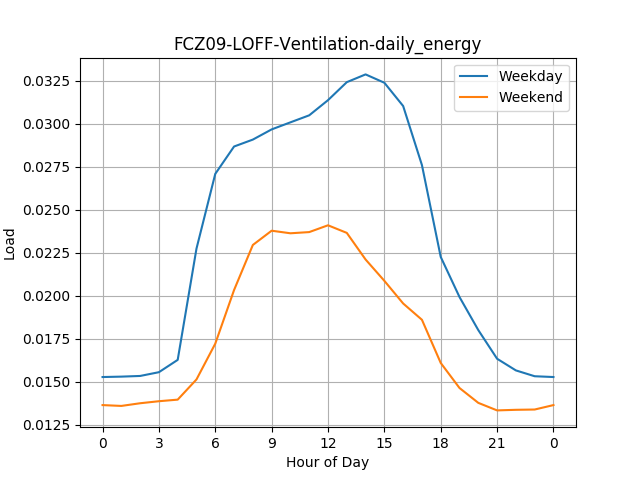 FCZ09-LOFF-Ventilation-daily_energy
Weekday
Weekend
0.0325
0.0300
0.0275
0.0250
0.0225
0.0200
0.0175
0.0150
0.0125
Load
0 3 6 9 12 15 18 21 0
Hour of Day